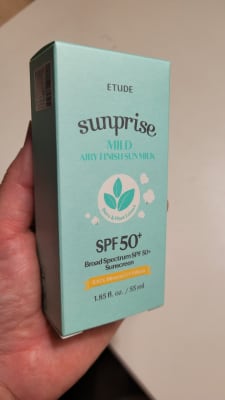 ETUDE
sunprise
MILD
AIRY FINISH SUN MILK
SPF 50+
Broad Spectrum SPF 50+
Sunscreen
1.85 fl. oz. / 55 ml